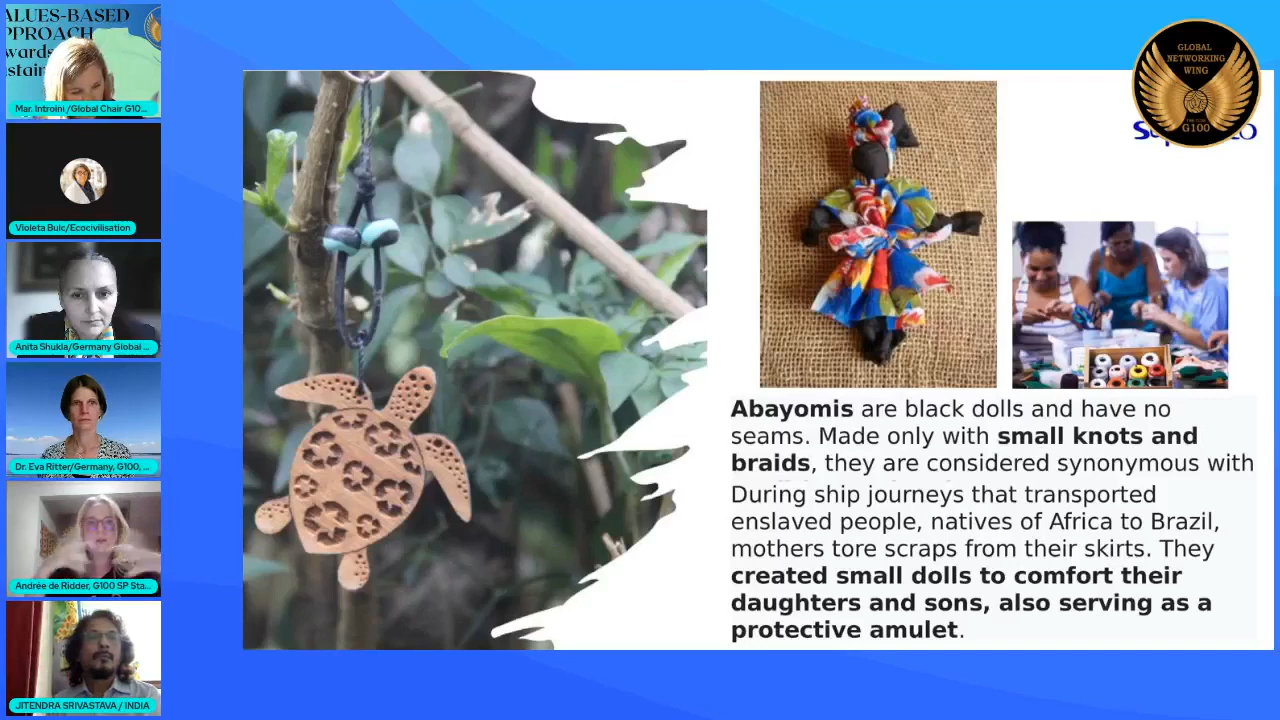 ALUES-BASED
PPROACH
wards
stain
Mar. Introini /Global Chair G10...
Violeta Bulc/Ecocivilisation
Anita Shukla/Germany Global ...
Dr. Eva Ritter/Germany, G100, ...
Andrée de Ridder, G100 SP Sta...
JITENDRA SRIVASTAVA / INDIA
GLOBAL
NETWORKING
WING
G100
Abayomis are black dolls and have no
seams. Made only with small knots and
braids, they are considered synonymous with
During ship journeys that transported
enslaved people, natives of Africa to Brazil,
mothers tore scraps from their skirts. They
created small dolls to comfort their
daughters and sons, also serving as a
protective amulet.